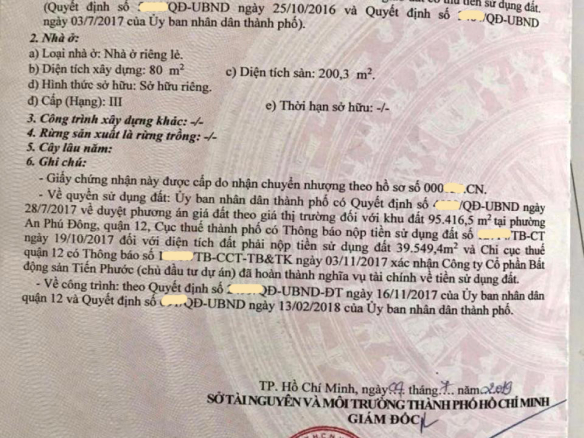 (Quyết định số QĐ-UBND ngày 25/10/2016 và Quyết định số QĐ-UBND
ngày 03/7/2017 của Ủy ban nhân dân thành phố).
2. Nhà ở:
a) Loại nhà ở: Nhà ở riêng lẻ.
b) Diện tích xây dựng: 80 m² c) Diện tích sàn: 200,3 m².
d) Hình thức sở hữu: Sở hữu riêng.
đ) Cấp (Hạng): III e) Thời hạn sở hữu: -/-
3. Công trình xây dựng khác: -/-
4. Rừng sản xuất là rừng trồng: -/-
5. Cây lâu năm:
6. Ghi chú:
- Giấy chứng nhận này được cấp do nhận chuyển nhượng theo hồ sơ số 000 .CN.
- Về quyền sử dụng đất: Ủy ban nhân dân thành phố có Quyết định số QĐ-UBND ngày
28/7/2017 về duyệt phương án giá đất theo giá thị trường đối với khu đất 95.416,5 m² tại phường
An Phú Đông, quận 12, Cục thuế thành phố có Thông báo nộp tiền sử dụng đất số TB-CT
ngày 19/10/2017 đối với diện tích đất phải nộp tiền sử dụng đất 39.549,4m² và Chi cục thuế
quận 12 có Thông báo số 1 TB-CCT-TB&TK ngày 03/11/2017 xác nhận Công ty Cổ phần Bất
động sản Tiến Phước (chủ đầu tư dự án) đã hoàn thành nghĩa vụ tài chính về tiền sử dụng đất.
- Về công trình: theo Quyết định số QĐ-UBND-ĐT ngày 16/11/2017 của Ủy ban nhân dân
quận 12 và Quyết định số QĐ-UBND ngày 13/02/2018 của Ủy ban nhân dân thành phố.
TP. Hồ Chí Minh, ngày tháng năm 2019
SỞ TÀI NGUYÊN VÀ MÔI TRƯỜNG THÀNH PHỐ HỒ CHÍ MINH
GIÁM ĐỐC